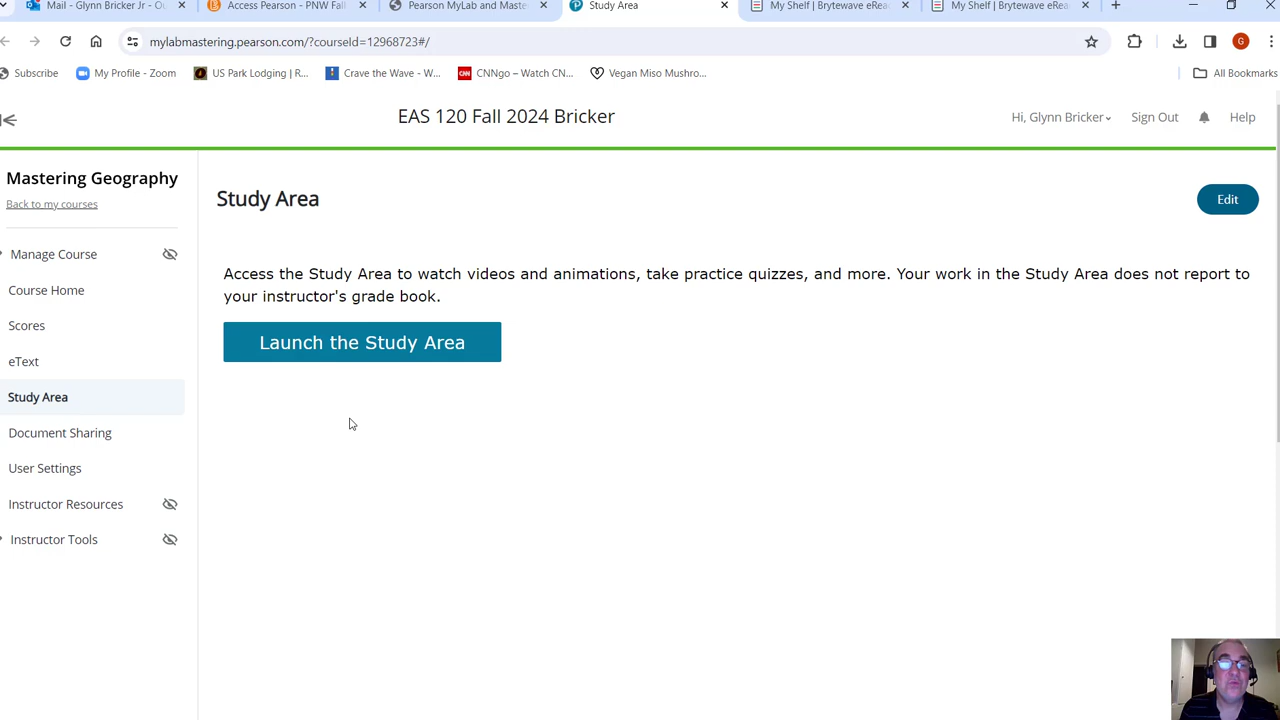 Mail - Glynn Bricker Jr - Ou
Access Pearson - PNW Fall
Pearson MyLab and Maste
Study Area
My Shelf | Brytewave eRea
My Shelf | Brytewave eRea
mylabmastering.pearson.com/?courseId=12968723#/
G
Subscribe
My Profile - Zoom
US Park Lodging | R...
Crave the Wave - W...
CNN
CNNgo – Watch CN...
Vegan Miso Mushro...
All Bookmarks
EAS 120 Fall 2024 Bricker
Hi, Glynn Bricker
Sign Out
Help
Mastering Geography
Back to my courses
Manage Course
Course Home
Scores
eText
Study Area
Document Sharing
User Settings
Instructor Resources
Instructor Tools
Study Area
Edit
Access the Study Area to watch videos and animations, take practice quizzes, and more. Your work in the Study Area does not report to
your instructor's grade book.
Launch the Study Area